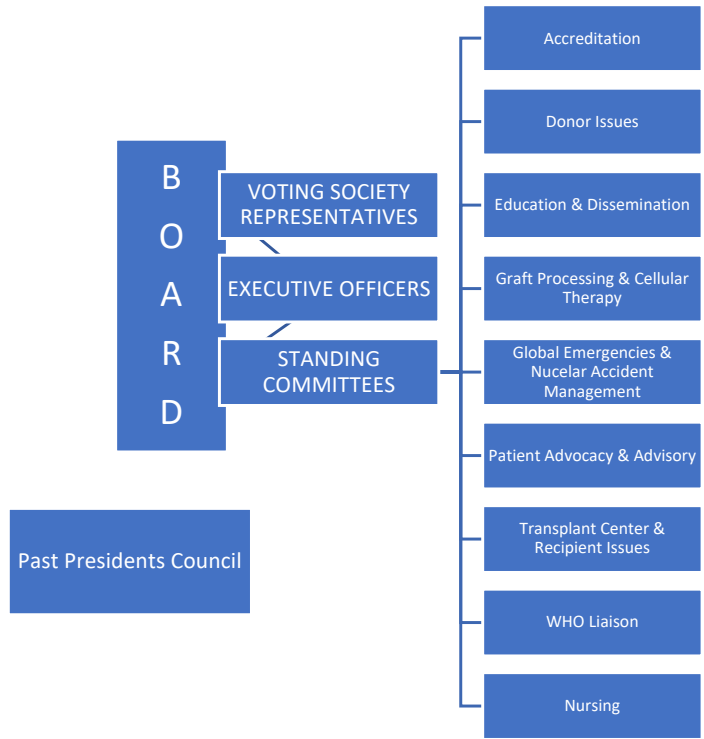 B
O
A
R
D
VOTING SOCIETY
REPRESENTATIVES
EXECUTIVE OFFICERS
STANDING
COMMITTEES
Past Presidents Council
Accreditation
Donor Issues
Education & Dissemination
Graft Processing & Cellular
Therapy
Global Emergencies &
Nucelar Accident
Management
Patient Advocacy & Advisory
Transplant Center &
Recipient Issues
WHO Liaison
Nursing